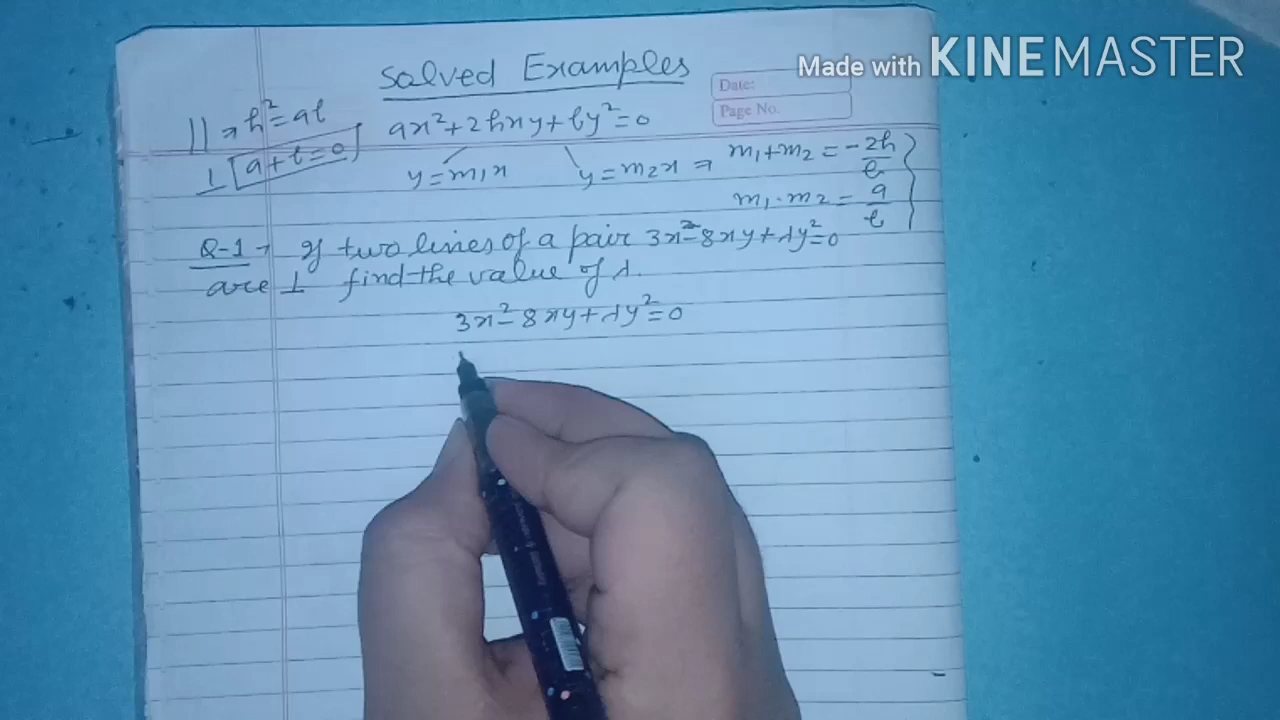 Made with KINEMASTER
Solved Examples
Date:
Page No.
|| → h²=ab
⊥ a+b=0
ax²+2hxy+by²=0
y=m₁x y=m₂x ⇒ m₁+m₂ = -2h/b
m₁·m₂ = a/b
Q-1→ If two lines of a pair 3x²-8xy+λy²=0
are ⊥ find the value of λ.
3x²-8xy+λy²=0